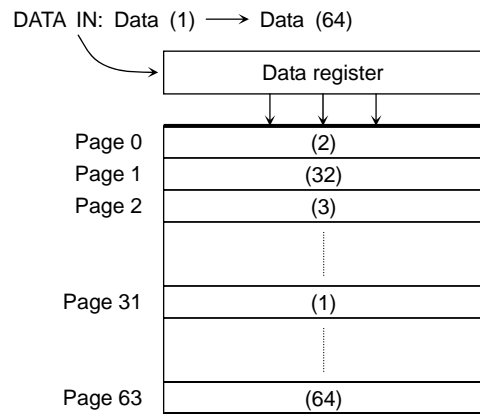 DATA IN: Data (1) → Data (64)
Data register
Page 0 (2)
Page 1 (32)
Page 2 (3)
Page 31 (1)
Page 63 (64)